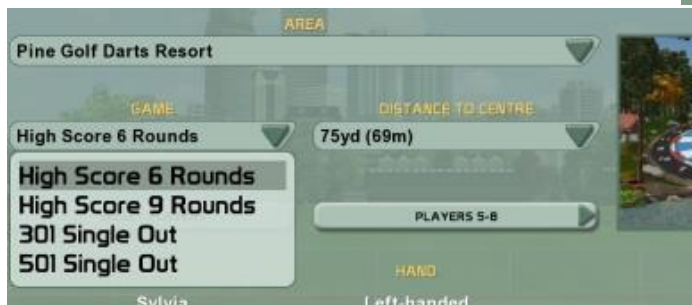 AREA
Pine Golf Darts Resort
GAME
DISTANCE TO CENTRE
High Score 6 Rounds
75yd (69m)
High Score 6 Rounds
High Score 9 Rounds
301 Single Out
501 Single Out
PLAYERS 5-8
HAND
Sylvia
Left-handed